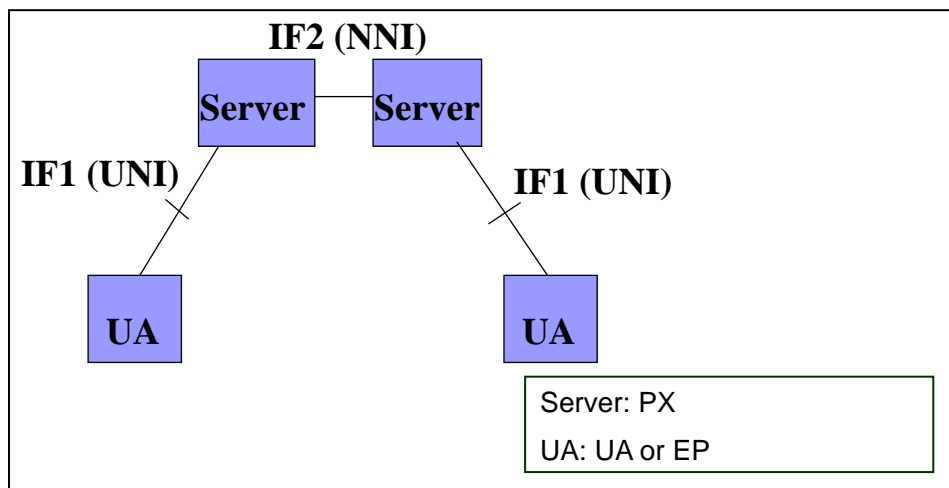 IF2 (NNI)
Server
Server
IF1 (UNI)
IF1 (UNI)
UA
UA
Server: PX
UA: UA or EP